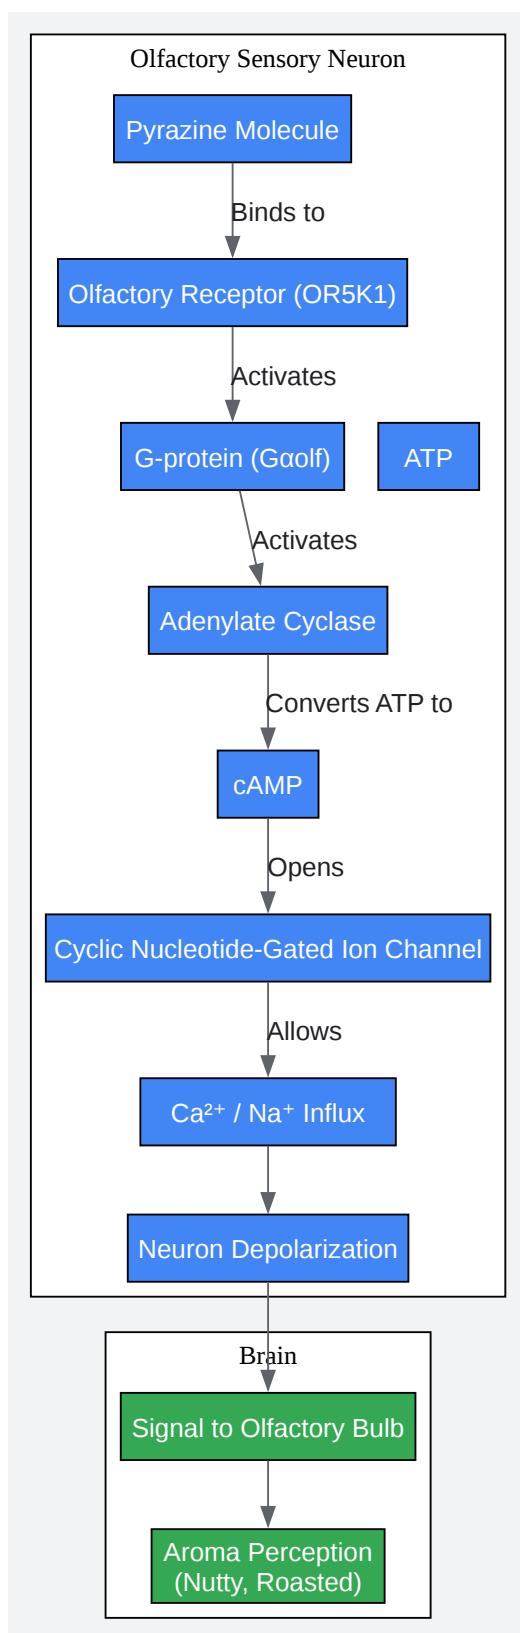 Olfactory Sensory Neuron
Pyrazine Molecule
Binds to
Olfactory Receptor (OR5K1)
Activates
G-protein (Gαolf)
ATP
Activates
Adenylate Cyclase
Converts ATP to
cAMP
Opens
Cyclic Nucleotide-Gated Ion Channel
Allows
Ca²⁺ / Na⁺ Influx
Neuron Depolarization
Brain
Signal to Olfactory Bulb
Aroma Perception
(Nutty, Roasted)